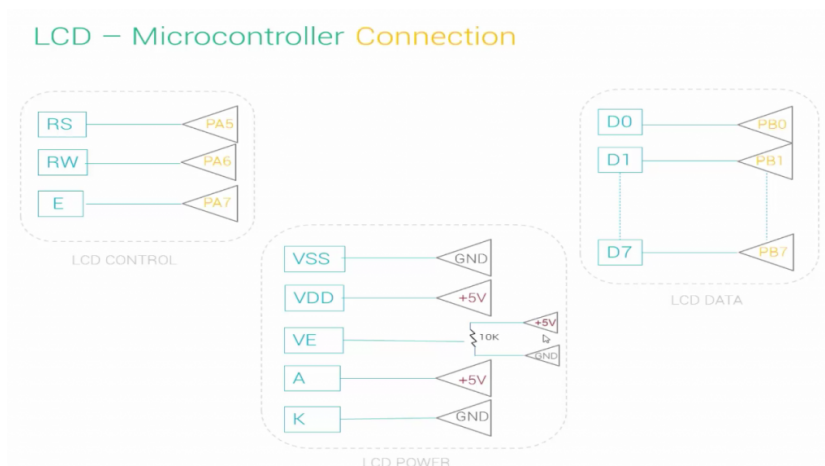 LCD – Microcontroller Connection
RS PA5
RW PA6
E PA7
LCD CONTROL
D0 PB0
D1 PB1
D7 PB7
LCD DATA
VSS GND
VDD +5V
VE 10K +5V
GND
A +5V
K GND
LCD POWER